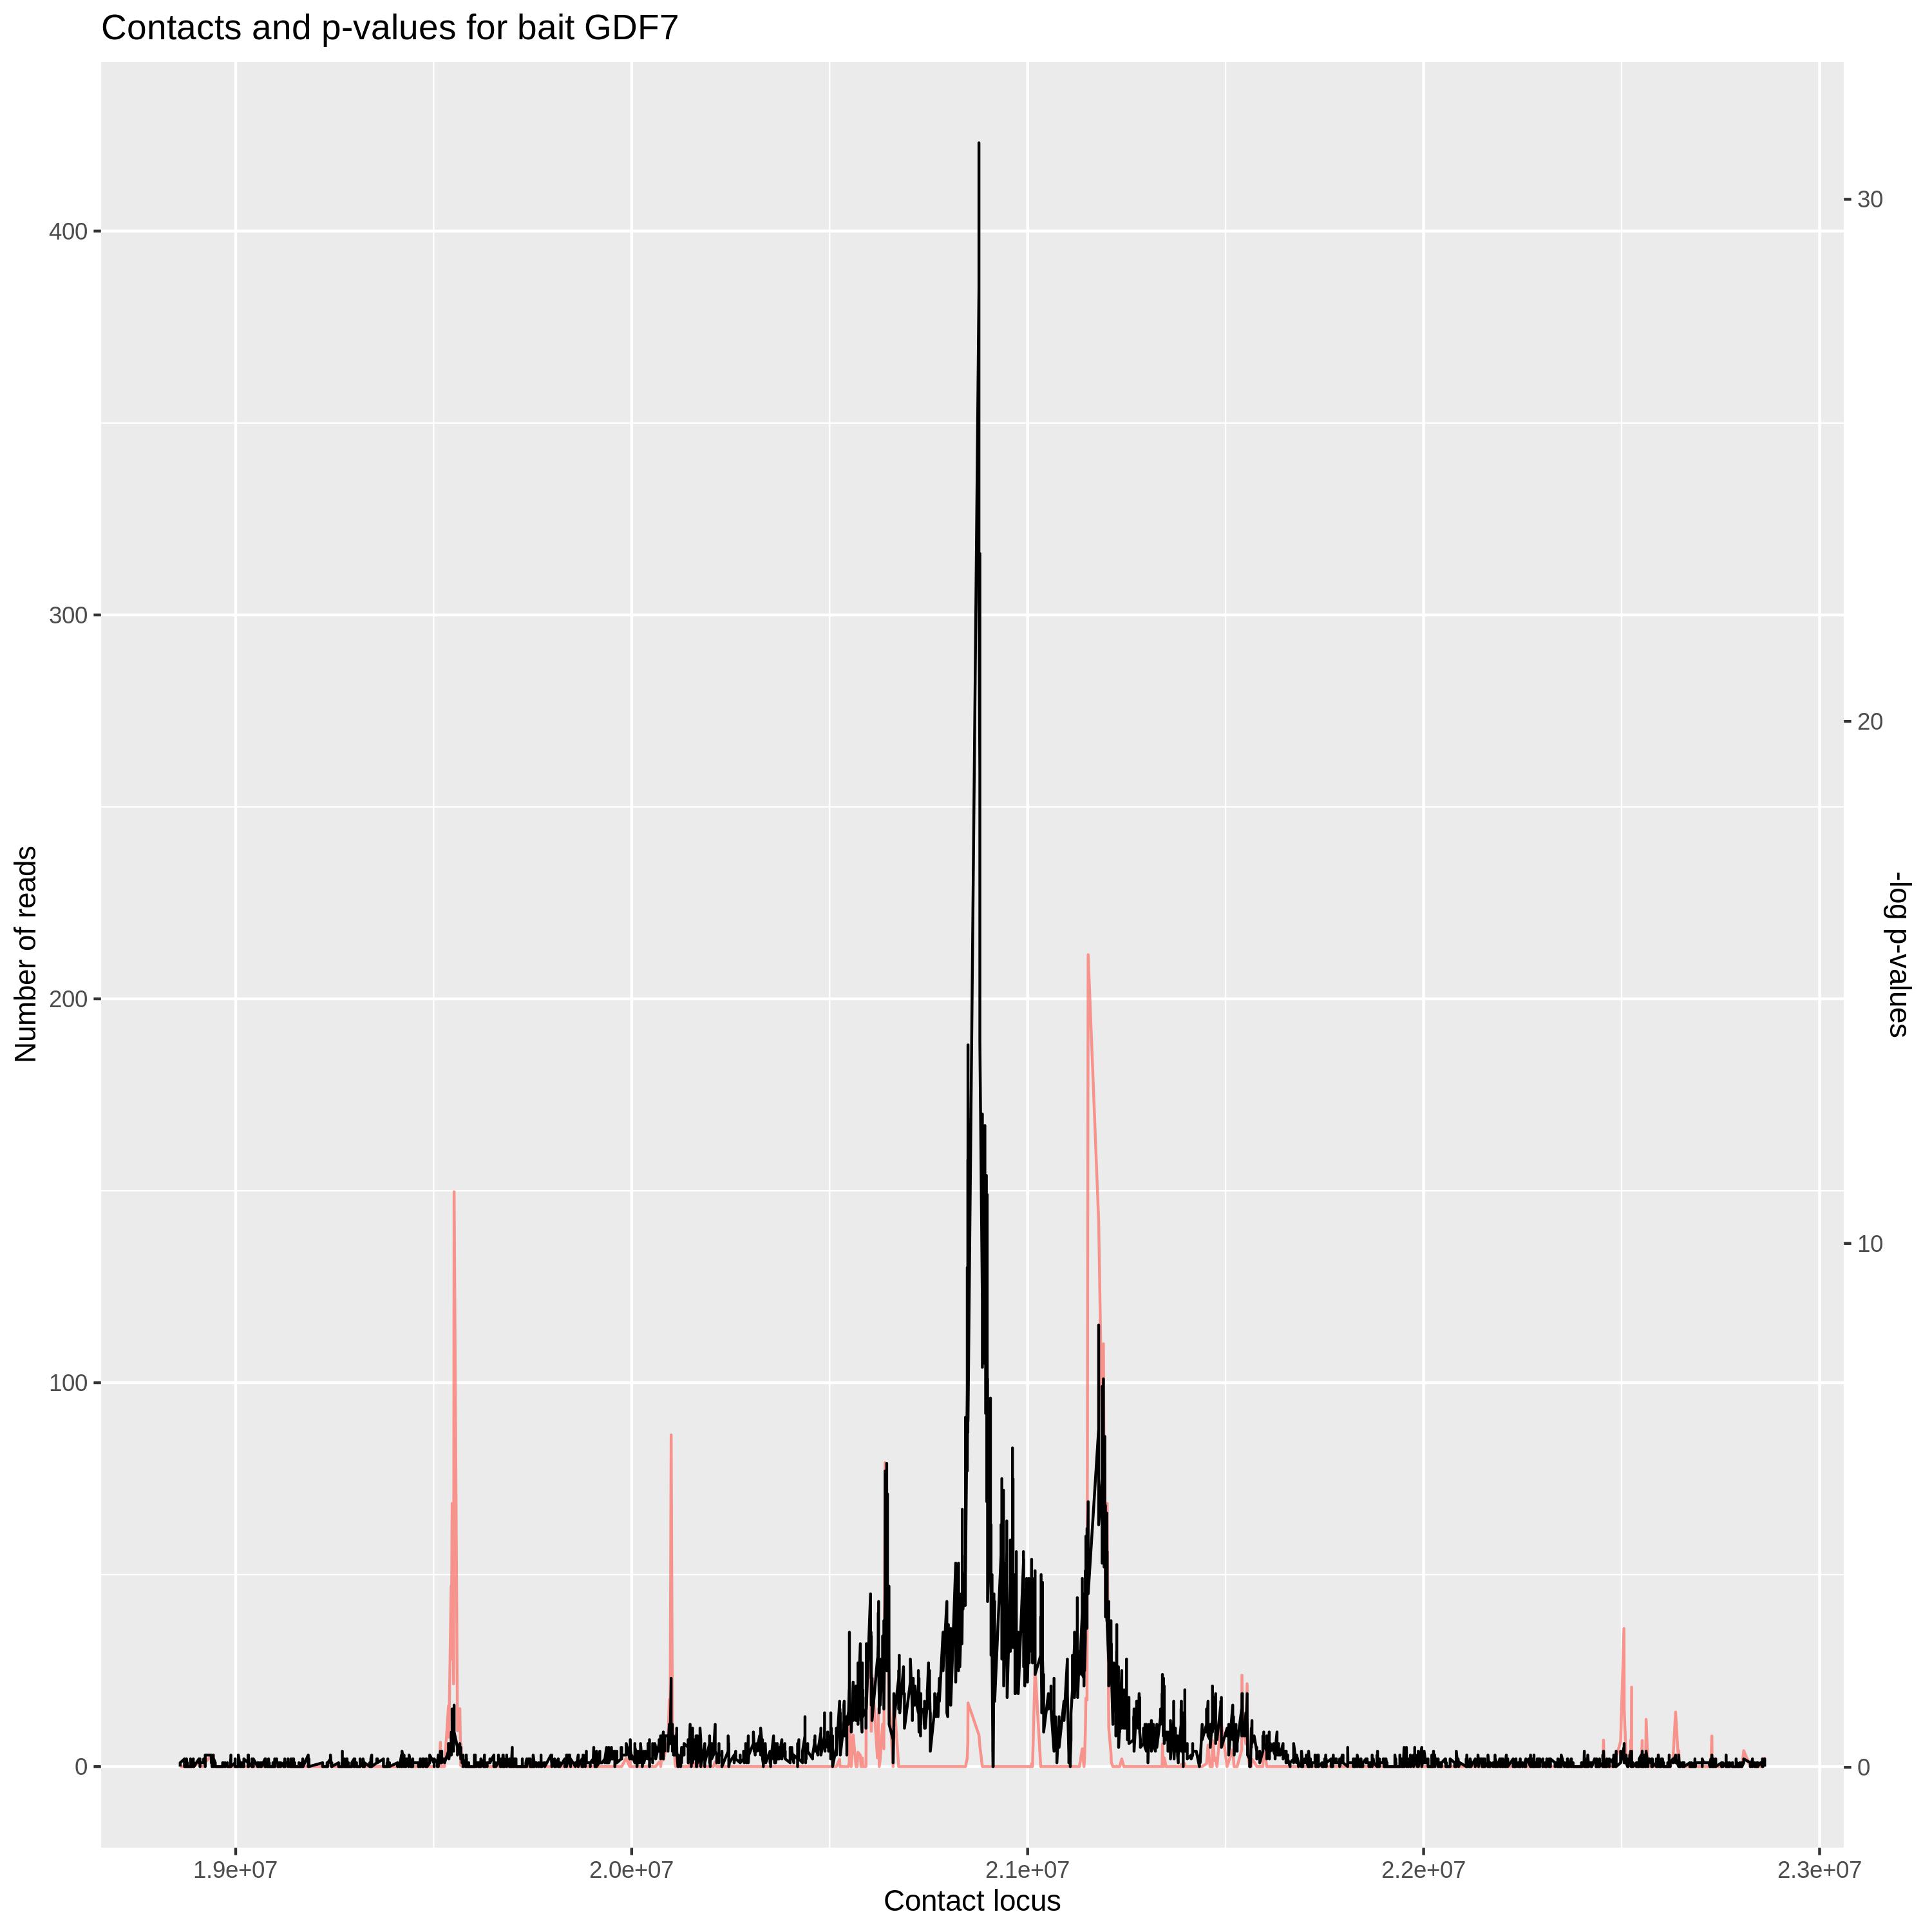 Contacts and p-values for bait GDF7
400
300
200
100
0
Number of reads
30
20
10
0
-log p-values
1.9e+07 2.0e+07 2.1e+07 2.2e+07 2.3e+07
Contact locus